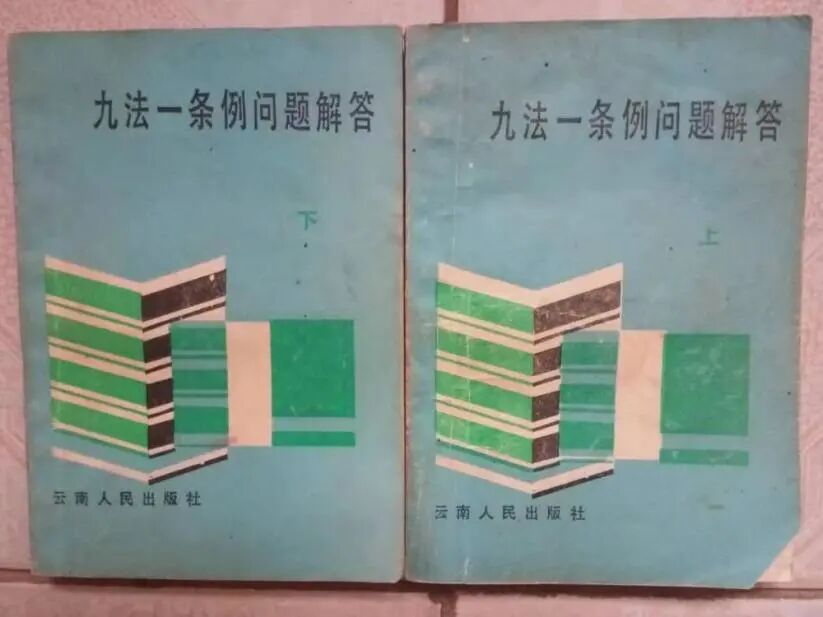 九法一条例问题解答
下
云南人民出版社
九法一条例问题解答
上
云南人民出版社